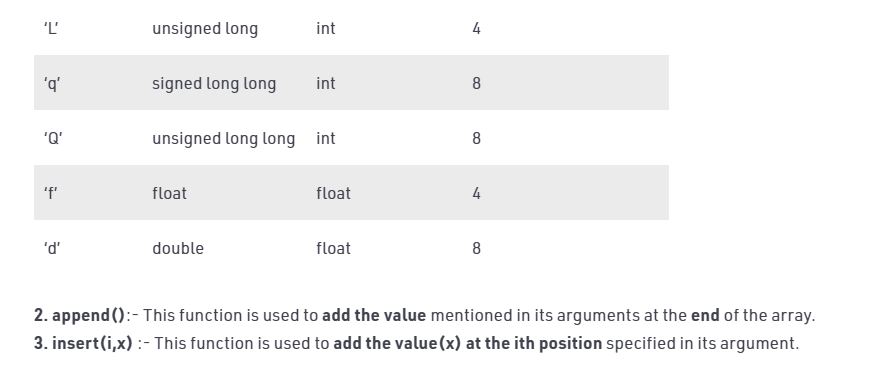 ‘L’ unsigned long int 4
‘q’ signed long long int 8
‘Q’ unsigned long long int 8
‘f’ float float 4
‘d’ double float 8
2. append():- This function is used to add the value mentioned in its arguments at the end of the array.
3. insert(i,x) :- This function is used to add the value(x) at the ith position specified in its argument.